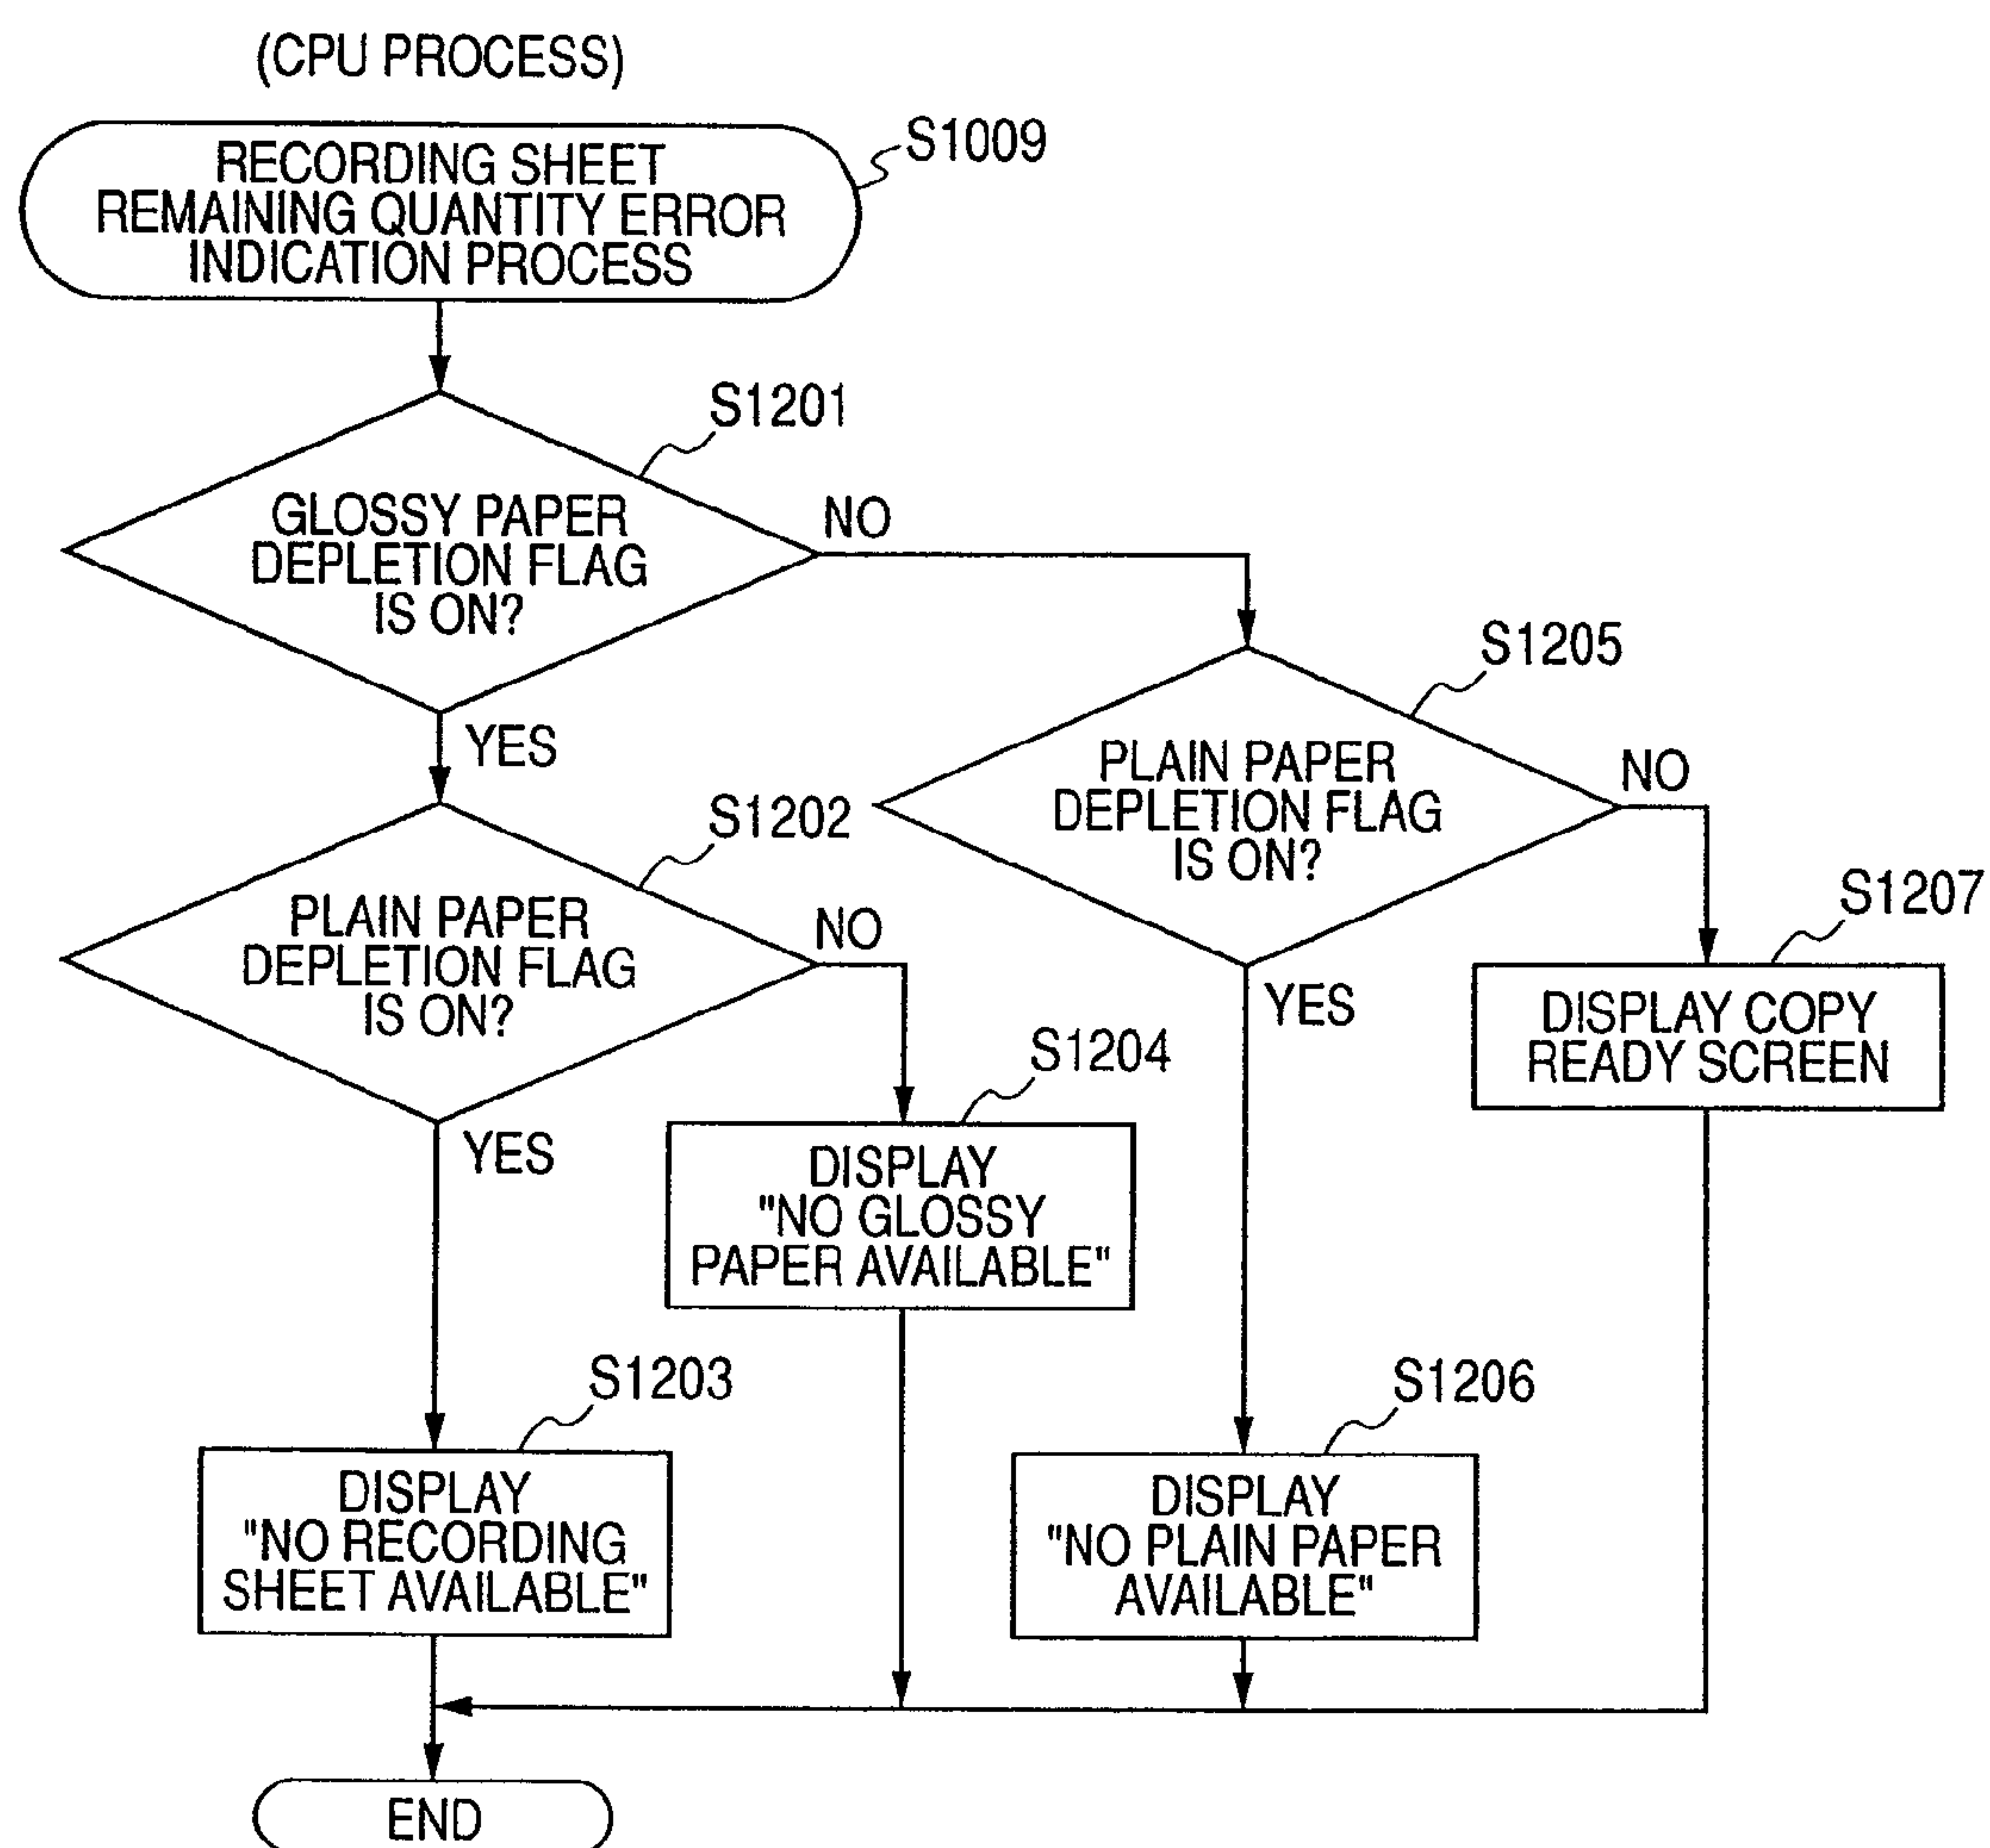 (CPU PROCESS)
RECORDING SHEET
REMAINING QUANTITY ERROR
INDICATION PROCESS
S1009
S1201
GLOSSY PAPER
DEPLETION FLAG
IS ON?
NO
YES
S1205
PLAIN PAPER
DEPLETION FLAG
IS ON?
NO
YES
S1202
PLAIN PAPER
DEPLETION FLAG
IS ON?
NO
YES
S1207
DISPLAY COPY
READY SCREEN
S1204
DISPLAY
"NO GLOSSY
PAPER AVAILABLE"
S1203
DISPLAY
"NO RECORDING
SHEET AVAILABLE"
S1206
DISPLAY
"NO PLAIN PAPER
AVAILABLE"
END